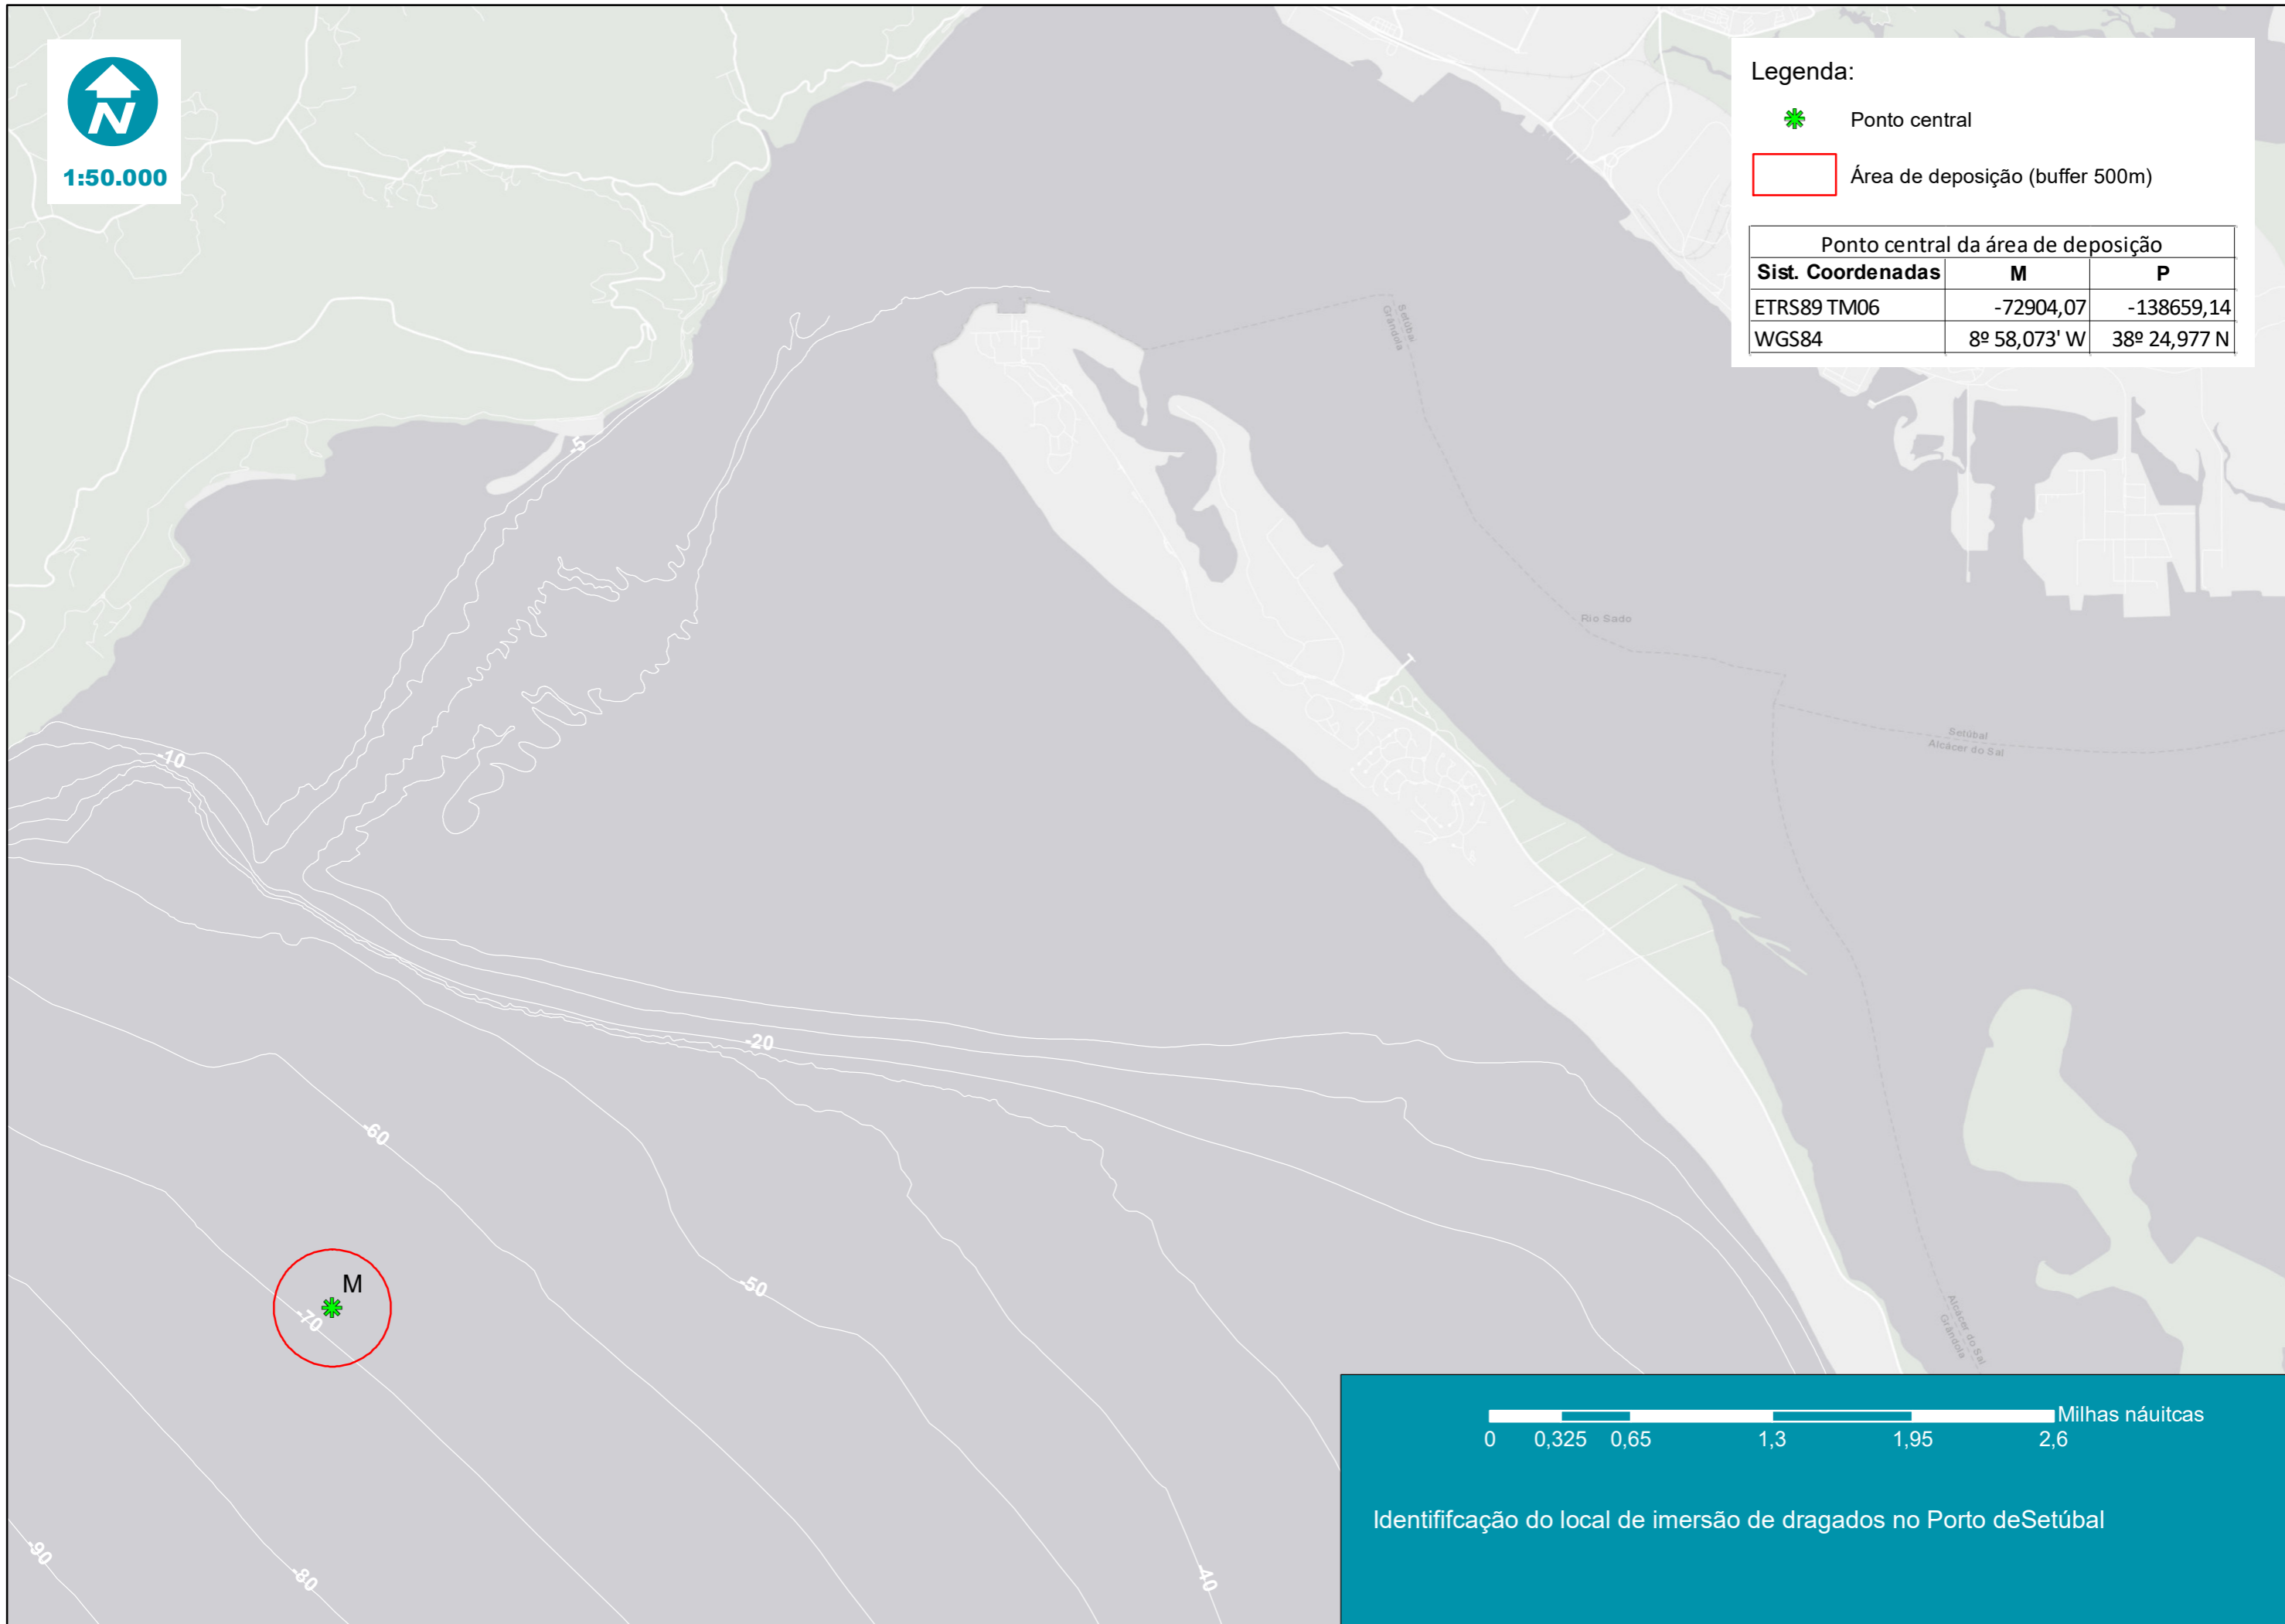 N
1:50.000
Legenda:
Ponto central
Área de deposição (buffer 500m)
Ponto central da área de deposição
Sist. Coordenadas M P
ETRS89 TM06 -72904,07 -138659,14
WGS84 8º 58,073' W 38º 24,977 N
Setúbal
Grândola
-5
Rio Sado
Setúbal
Alcácer do Sal
-10
-20
-60
M
-70
-50
Alcácer do Sal
Grândola
-90
-80
-40
Milhas náuitcas
0 0,325 0,65 1,3 1,95 2,6
Identififcação do local de imersão de dragados no Porto deSetúbal